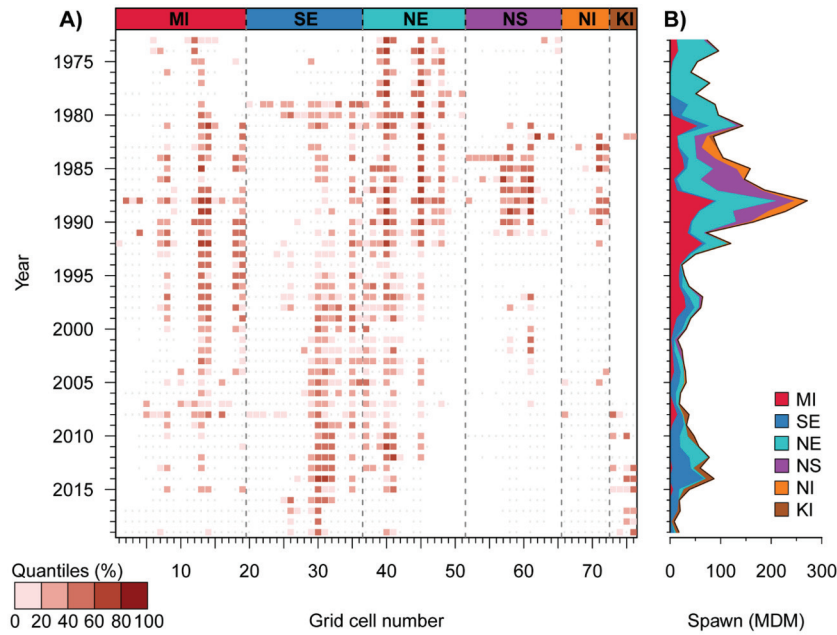 A)
MI SE NE NS NI KI
B)
Year
1975
1980
1985
1990
1995
2000
2005
2010
2015
10 20 30 40 50 60 70
Grid cell number
Quantiles (%)
0 20 40 60 80 100
MI
SE
NE
NS
NI
KI
0 100 200 300
Spawn (MDM)